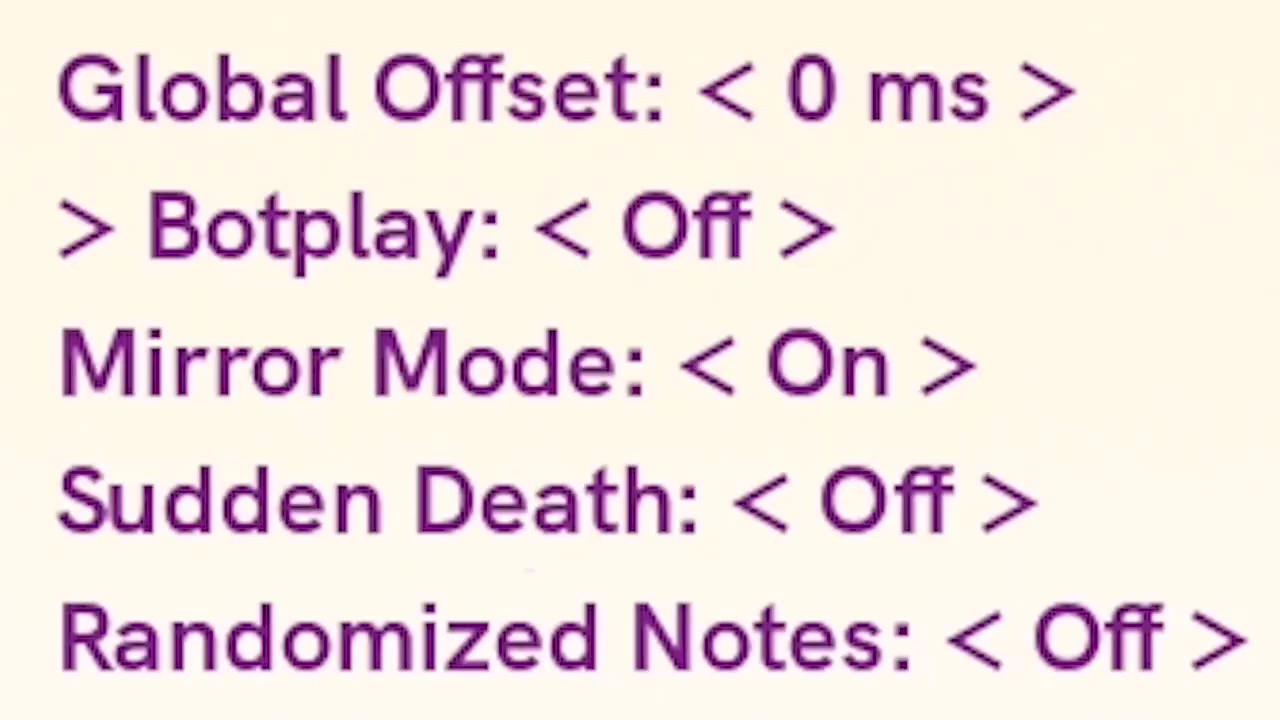 Global Offset: < 0 ms >
> Botplay: < Off >
Mirror Mode: < On >
Sudden Death: < Off >
Randomized Notes: < Off >